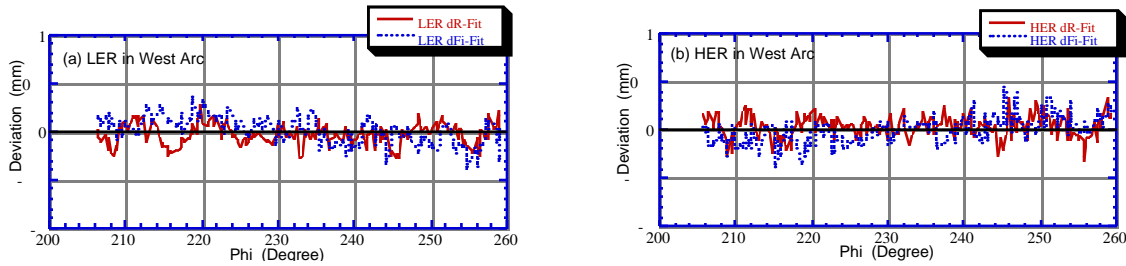 LER dR-Fit
LER dFi-Fit
(a) LER in West Arc
Deviation (mm)
1
0
0
-
-
200 210 220 230 240 250 260
Phi (Degree)
HER dR-Fit
HER dFi-Fit
(b) HER in West Arc
Deviation (mm)
1
0
0
-
-
200 210 220 230 240 250 260
Phi (Degree)